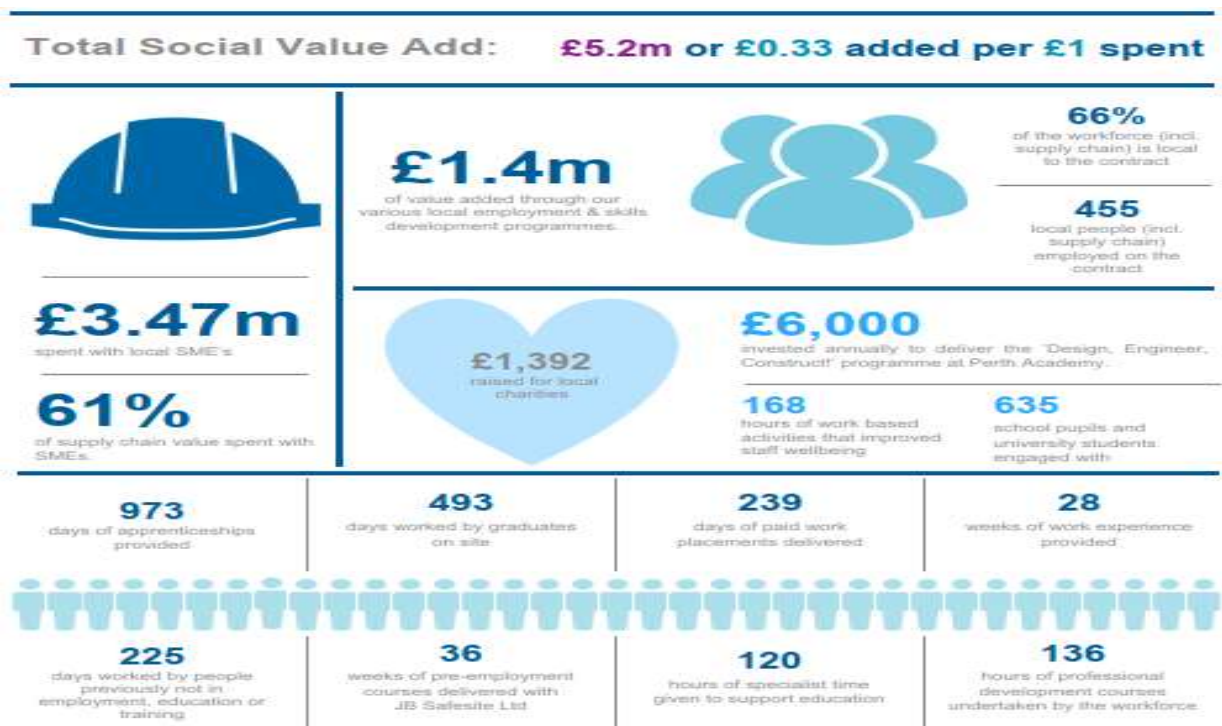 Total Social Value Add: £5.2m or £0.33 added per £1 spent
£3.47m
spent with local SME's
61%
of supply chain value spent with
SMEs.
£1.4m
of value added through our
various local employment & skills
development programmes.
66%
of the workforce (incl.
supply chain) is local
to the contract
455
local people (incl.
supply chain)
employed on the
contract
£1,392
raised for local
charities
£6,000
invested annually to deliver the 'Design, Engineer,
Construct!' programme at Perth Academy.
168
hours of work based
activities that improved
staff wellbeing
635
school pupils and
university students
engaged with
973
days of apprenticeships
provided
493
days worked by graduates
on site
239
days of paid work
placements delivered
28
weeks of work experience
provided
225
days worked by people
previously not in
employment, education or
training
36
weeks of pre-employment
courses delivered with
JB Safesite Ltd
120
hours of specialist time
given to support education
136
hours of professional
development courses
undertaken by the workforce